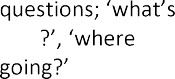 questions; ‘what’s
?’, ‘where
going?’